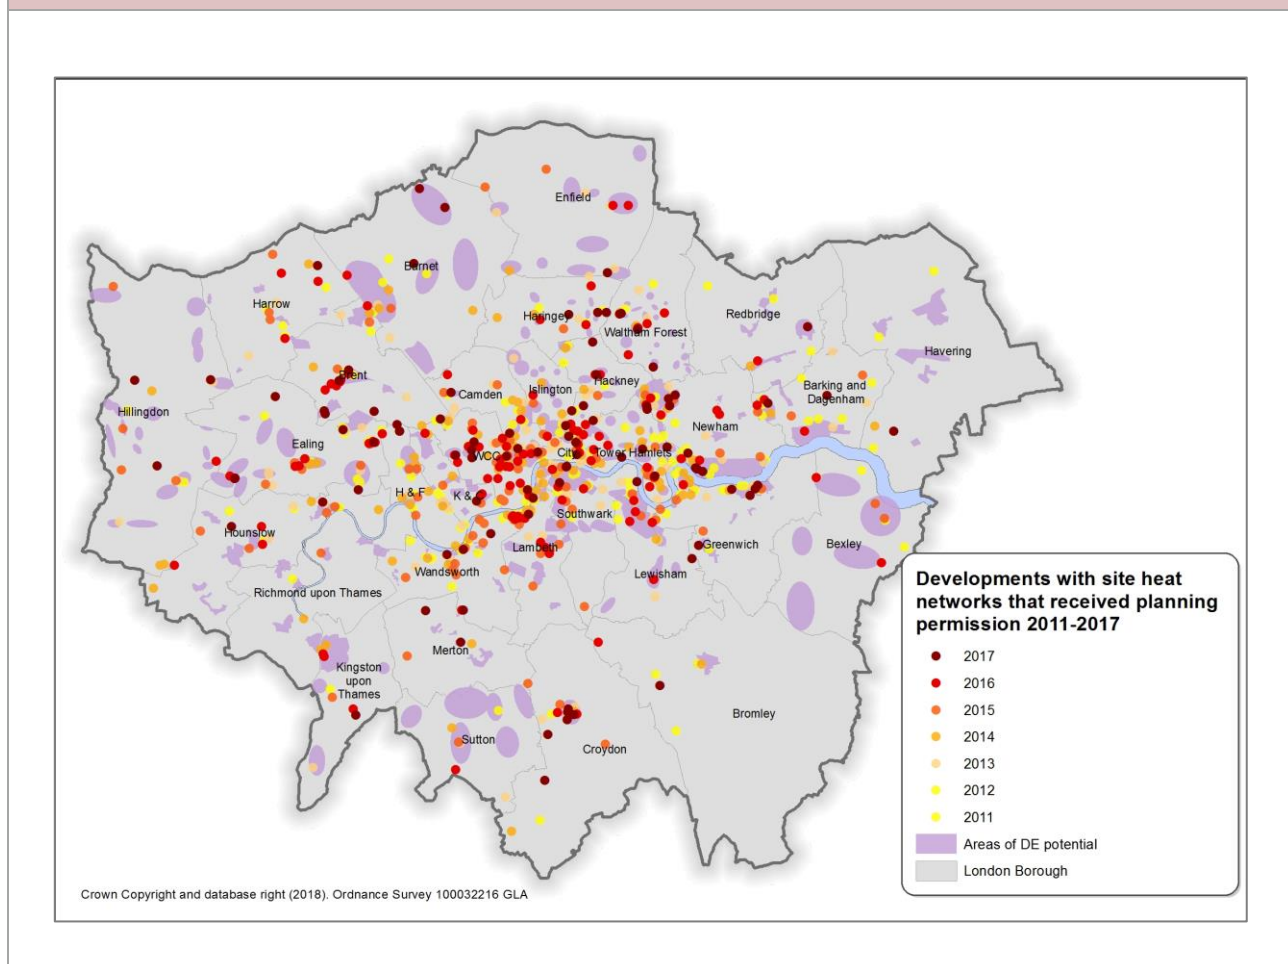 Enfield
Barnet
Harrow
Haringey
Waltham Forest
Redbridge
Havering
Brent
Camden
Islington
Hackney
Barking and
Dagenham
Hillingdon
Newham
Ealing
WCC
City
Tower Hamlets
H & F
K &
Southwark
Hounslow
Lambeth
Greenwich
Bexley
Wandsworth
Lewisham
Richmond upon Thames
Merton
Kingston
upon
Thames
Bromley
Sutton
Croydon
Developments with site heat
networks that received planning
permission 2011-2017
2017
2016
2015
2014
2013
2012
2011
Areas of DE potential
London Borough
Crown Copyright and database right (2018). Ordnance Survey 100032216 GLA